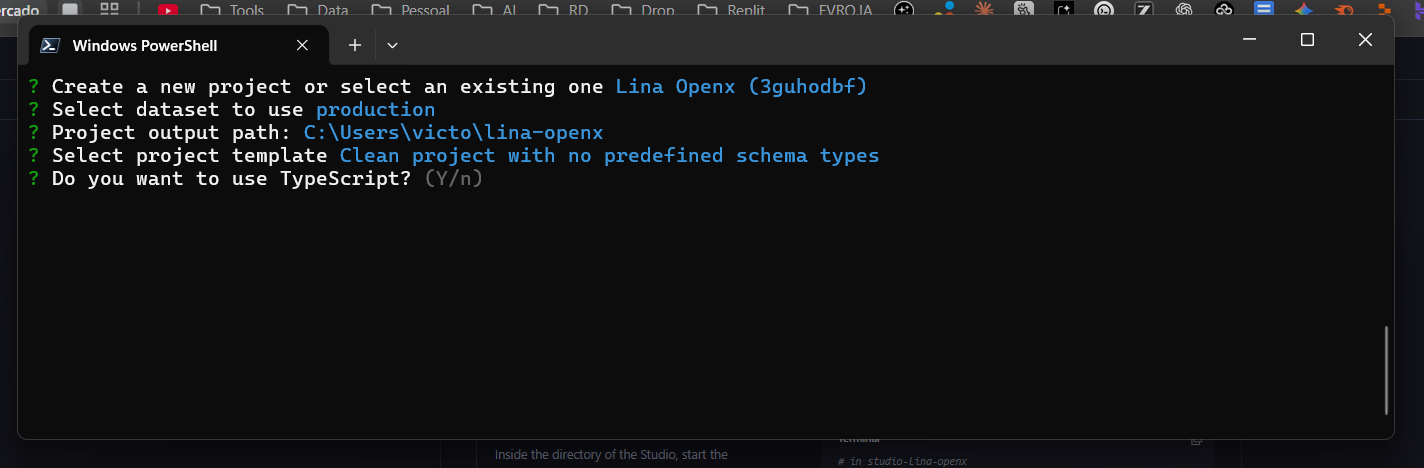 ercado
Tools
Data
Pessoal
AI
RD
Drop
Replit
EVROJA
Windows PowerShell
? Create a new project or select an existing one Lina Openx (3guhodbf)
? Select dataset to use production
? Project output path: C:\Users\victo\lina-openx
? Select project template Clean project with no predefined schema types
? Do you want to use TypeScript? (Y/n)
Inside the directory of the Studio, start the
Terminal
# in studio-lina-openx